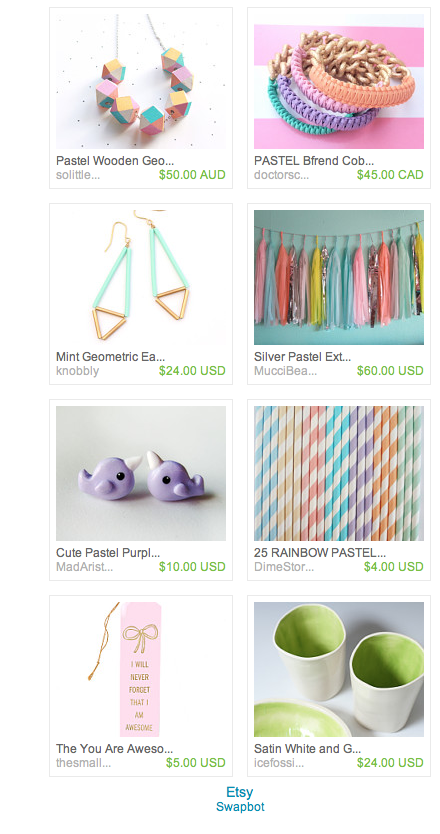 Pastel Wooden Geo...
solittle... $50.00 AUD
PASTEL Bfrend Cob...
doctorsc... $45.00 CAD
Mint Geometric Ea...
knobbly $24.00 USD
Silver Pastel Ext...
MucciBea... $60.00 USD
Cute Pastel Purpl...
MadArist... $10.00 USD
25 RAINBOW PASTEL...
DimeStor... $4.00 USD
I WILL
NEVER
FORGET
THAT I
AM
AWESOME
The You Are Aweso...
thesmall... $5.00 USD
Satin White and G...
icefossi... $24.00 USD
Etsy
Swapbot